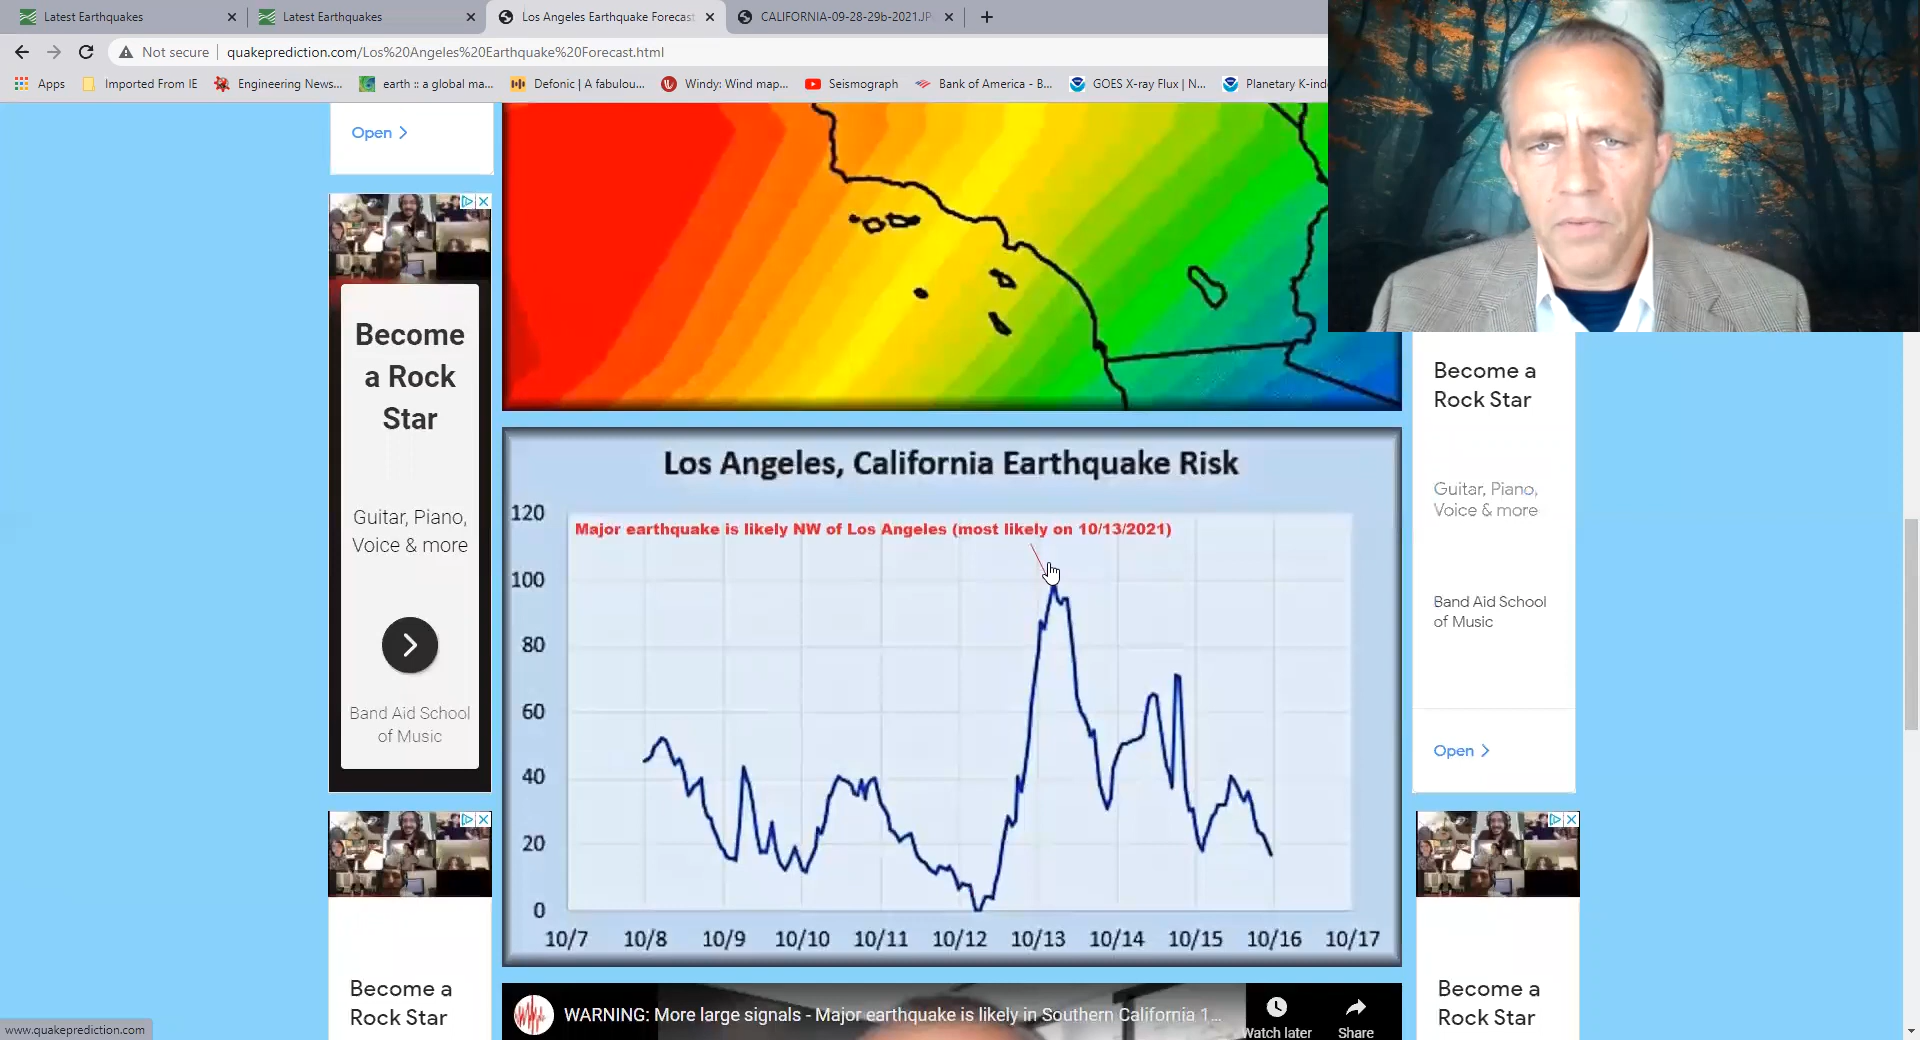 Latest Earthquakes
Latest Earthquakes
Los Angeles Earthquake Forecast
CALIFORNIA-09-28-29b-2021.JP
Not secure
quakeprediction.com/Los%20Angeles%20Earthquake%20Forecast.html
Apps
Imported From IE
Engineering News...
earth :: a global ma...
Defonic | A fabulou...
Windy: Wind map...
Seismograph
Bank of America - B...
GOES X-ray Flux | N...
Planetary K-ind
Open
Become
a Rock
Star
Guitar, Piano,
Voice & more
Band Aid School
of Music
Become a
Rock Star
Los Angeles, California Earthquake Risk
Major earthquake is likely NW of Los Angeles (most likely on 10/13/2021)
120
100
80
60
40
20
0
10/7 10/8 10/9 10/10 10/11 10/12 10/13 10/14 10/15 10/16 10/17
WARNING: More large signals - Major earthquake is likely in Southern California 1...
Watch later
Share
Become a
Rock Star
Guitar, Piano,
Voice & more
Band Aid School
of Music
Open
Become a
Rock Star
www.quakeprediction.com